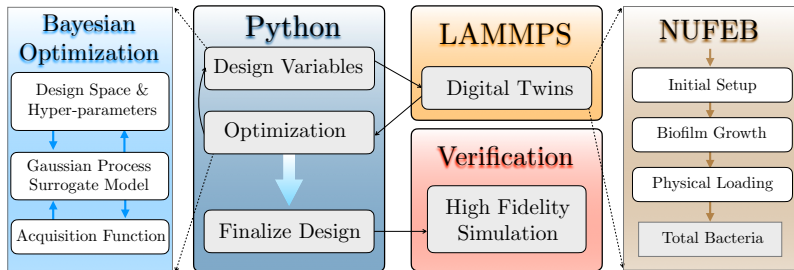 Bayesian
Optimization
Design Space &
Hyper-parameters
Gaussian Process
Surrogate Model
Acquisition Function
Python
Design Variables
Optimization
Finalize Design
LAMMPS
Digital Twins
Verification
High Fidelity
Simulation
NUFEB
Initial Setup
Biofilm Growth
Physical Loading
Total Bacteria